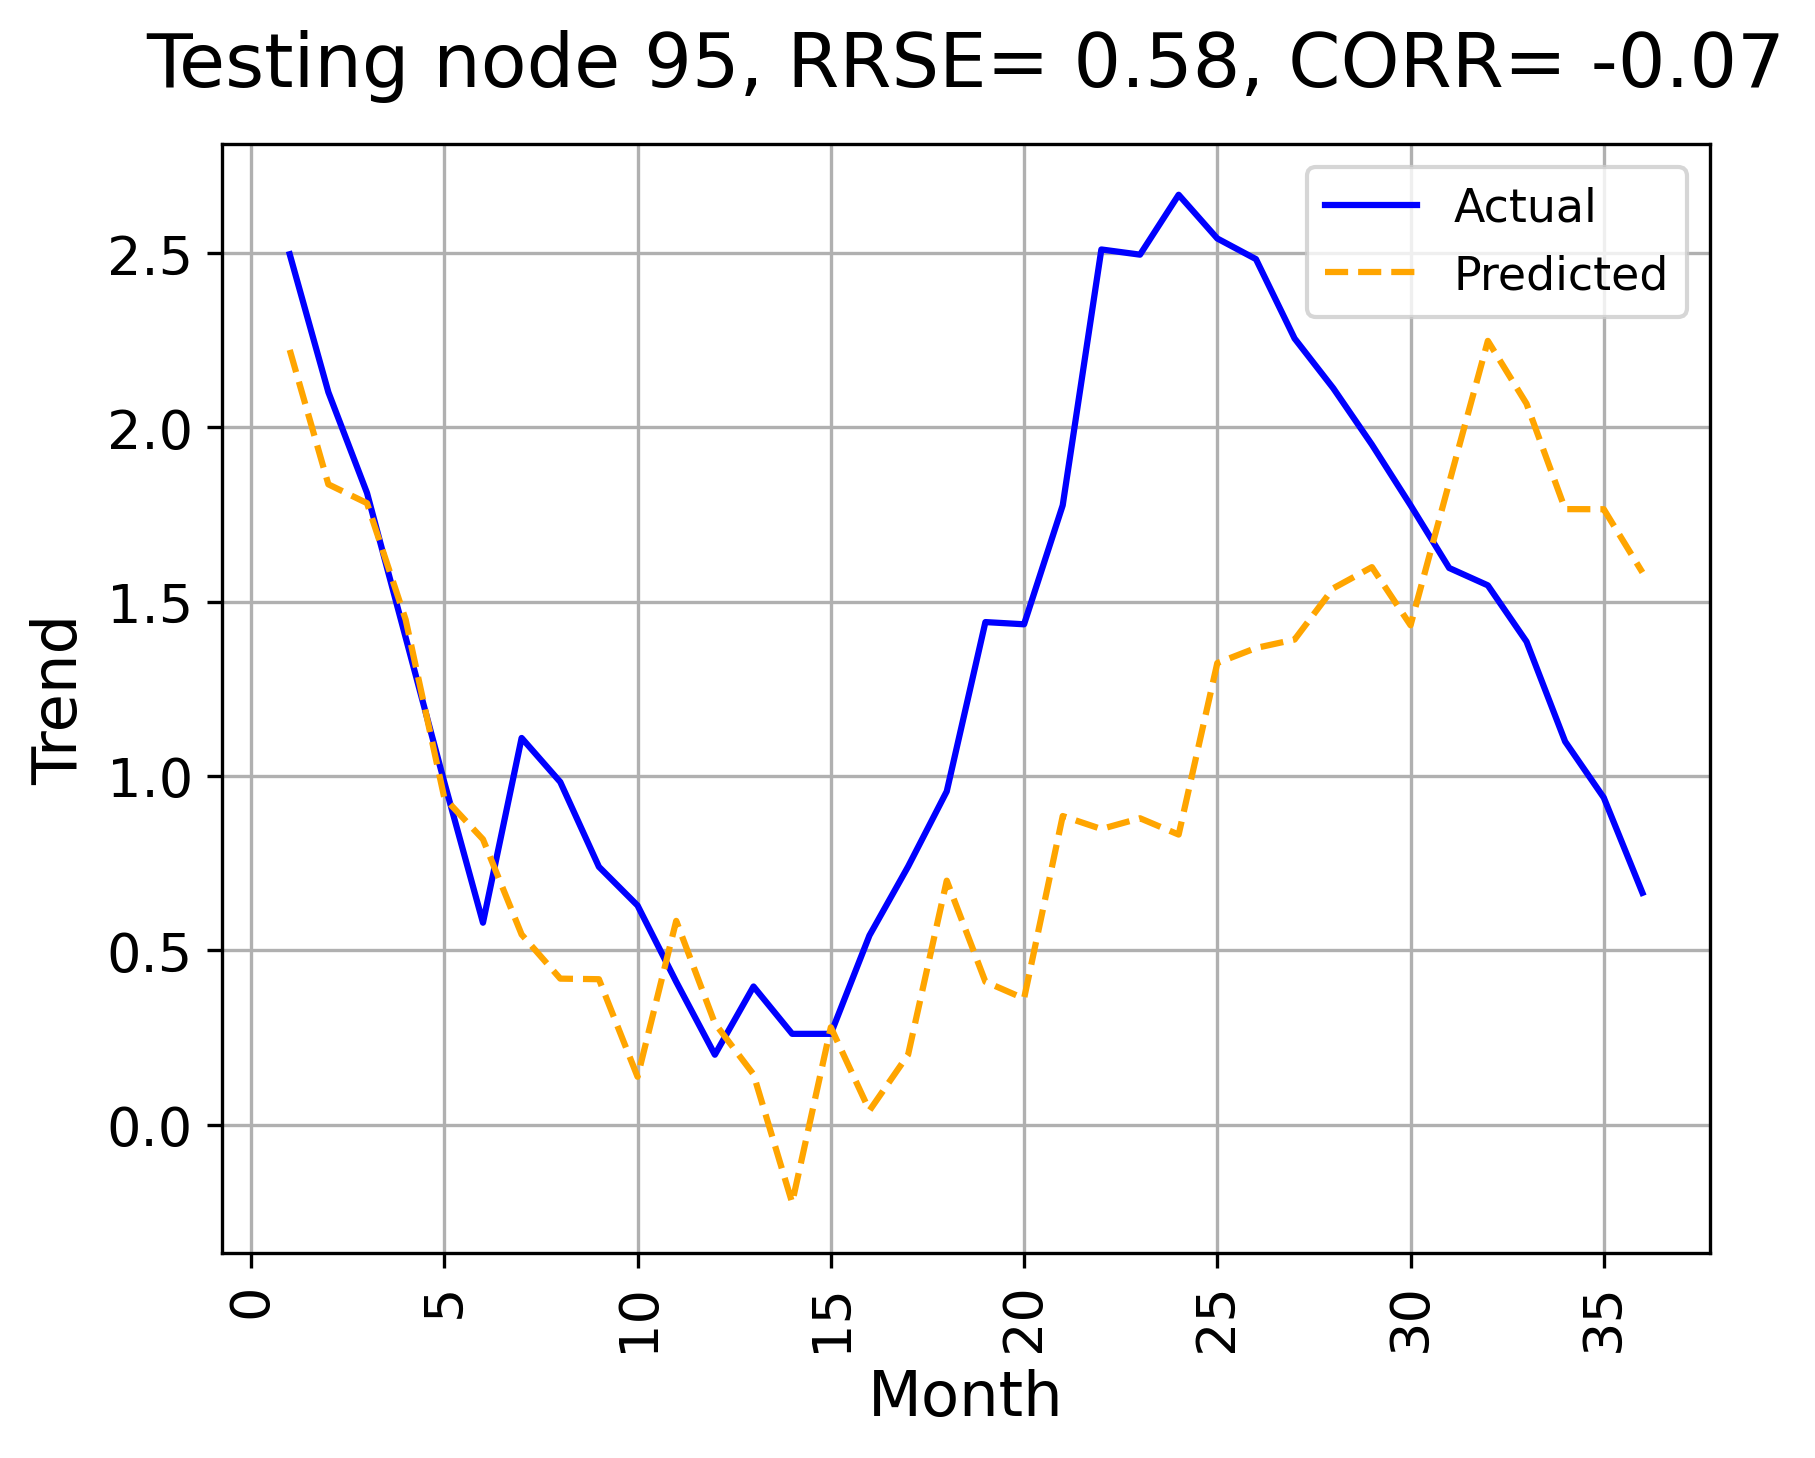 Testing node 95, RRSE= 0.58, CORR= -0.07
Actual
Predicted
2.5
2.0
1.5
1.0
0.5
0.0
Trend
0 5 10 15 20 25 30 35
Month